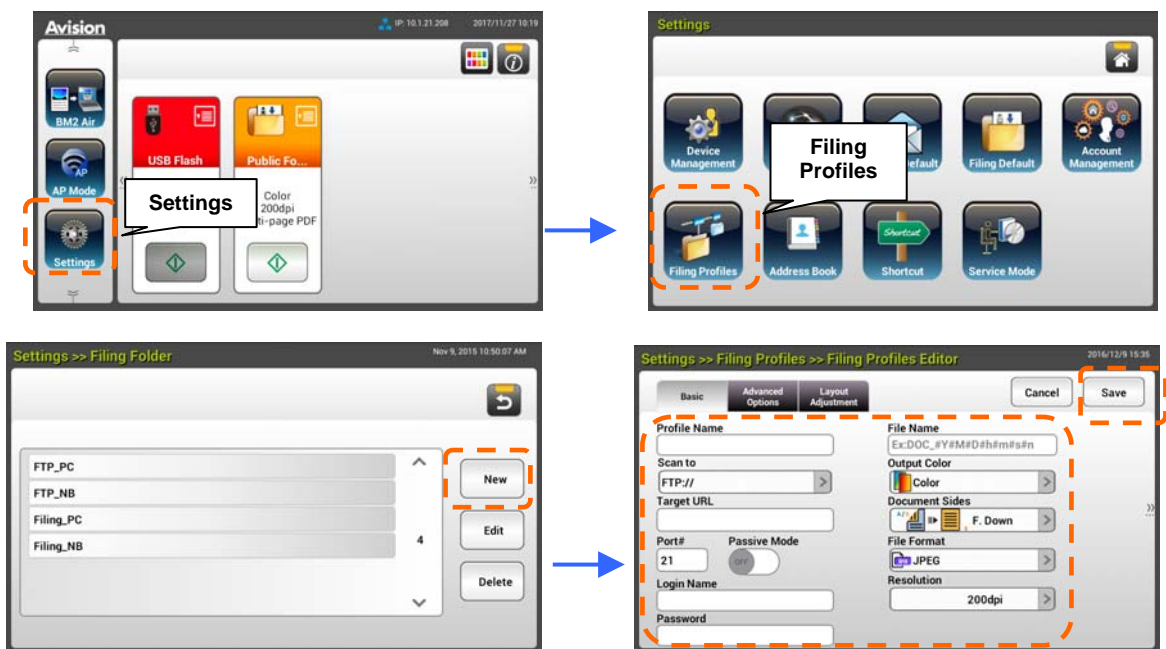 Avision
IP: 10.1.21.208
2017/11/27 10:19
BM2 Air
AP Mode
AP
Settings
USB Flash
Public Fo...
Color
200dpi
ti-page PDF
Settings
Settings
Device
Management
efault
Filing Default
Account
Management
Filing
Profiles
Filing Profiles
Address Book
Shortcut
Shortcut
Service Mode
Settings >> Filing Folder
Nov 9, 2015 10:50:07 AM
FTP_PC
FTP_NB
Filing_PC
Filing_NB
4
New
Edit
Delete
Settings >> Filing Profiles >> Filing Profiles Editor
2016/12/9 15:35
Basic
Advanced
Options
Layout
Adjustment
Cancel
Save
Profile Name
Scan to
FTP://
Target URL
Port#
Passive Mode
21
OFF
Login Name
Password
File Name
Ex:DOC_#Y#M#D#h#m#s#n
Output Color
Color
Document Sides
F. Down
File Format
JPEG
Resolution
200dpi